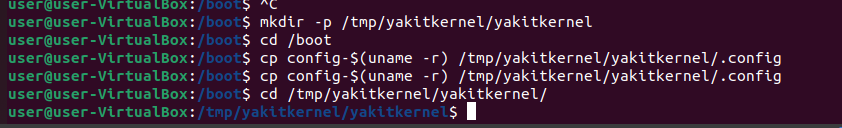 user@user-VirtualBox:/boot$ ^C
user@user-VirtualBox:/boot$ mkdir -p /tmp/yakitkernel/yakitkernel
user@user-VirtualBox:/boot$ cd /boot
user@user-VirtualBox:/boot$ cp config-$(uname -r) /tmp/yakitkernel/yakitkernel/.config
user@user-VirtualBox:/boot$ cp config-$(uname -r) /tmp/yakitkernel/yakitkernel/.config
user@user-VirtualBox:/boot$ cd /tmp/yakitkernel/yakitkernel/
user@user-VirtualBox:/tmp/yakitkernel/yakitkernel$